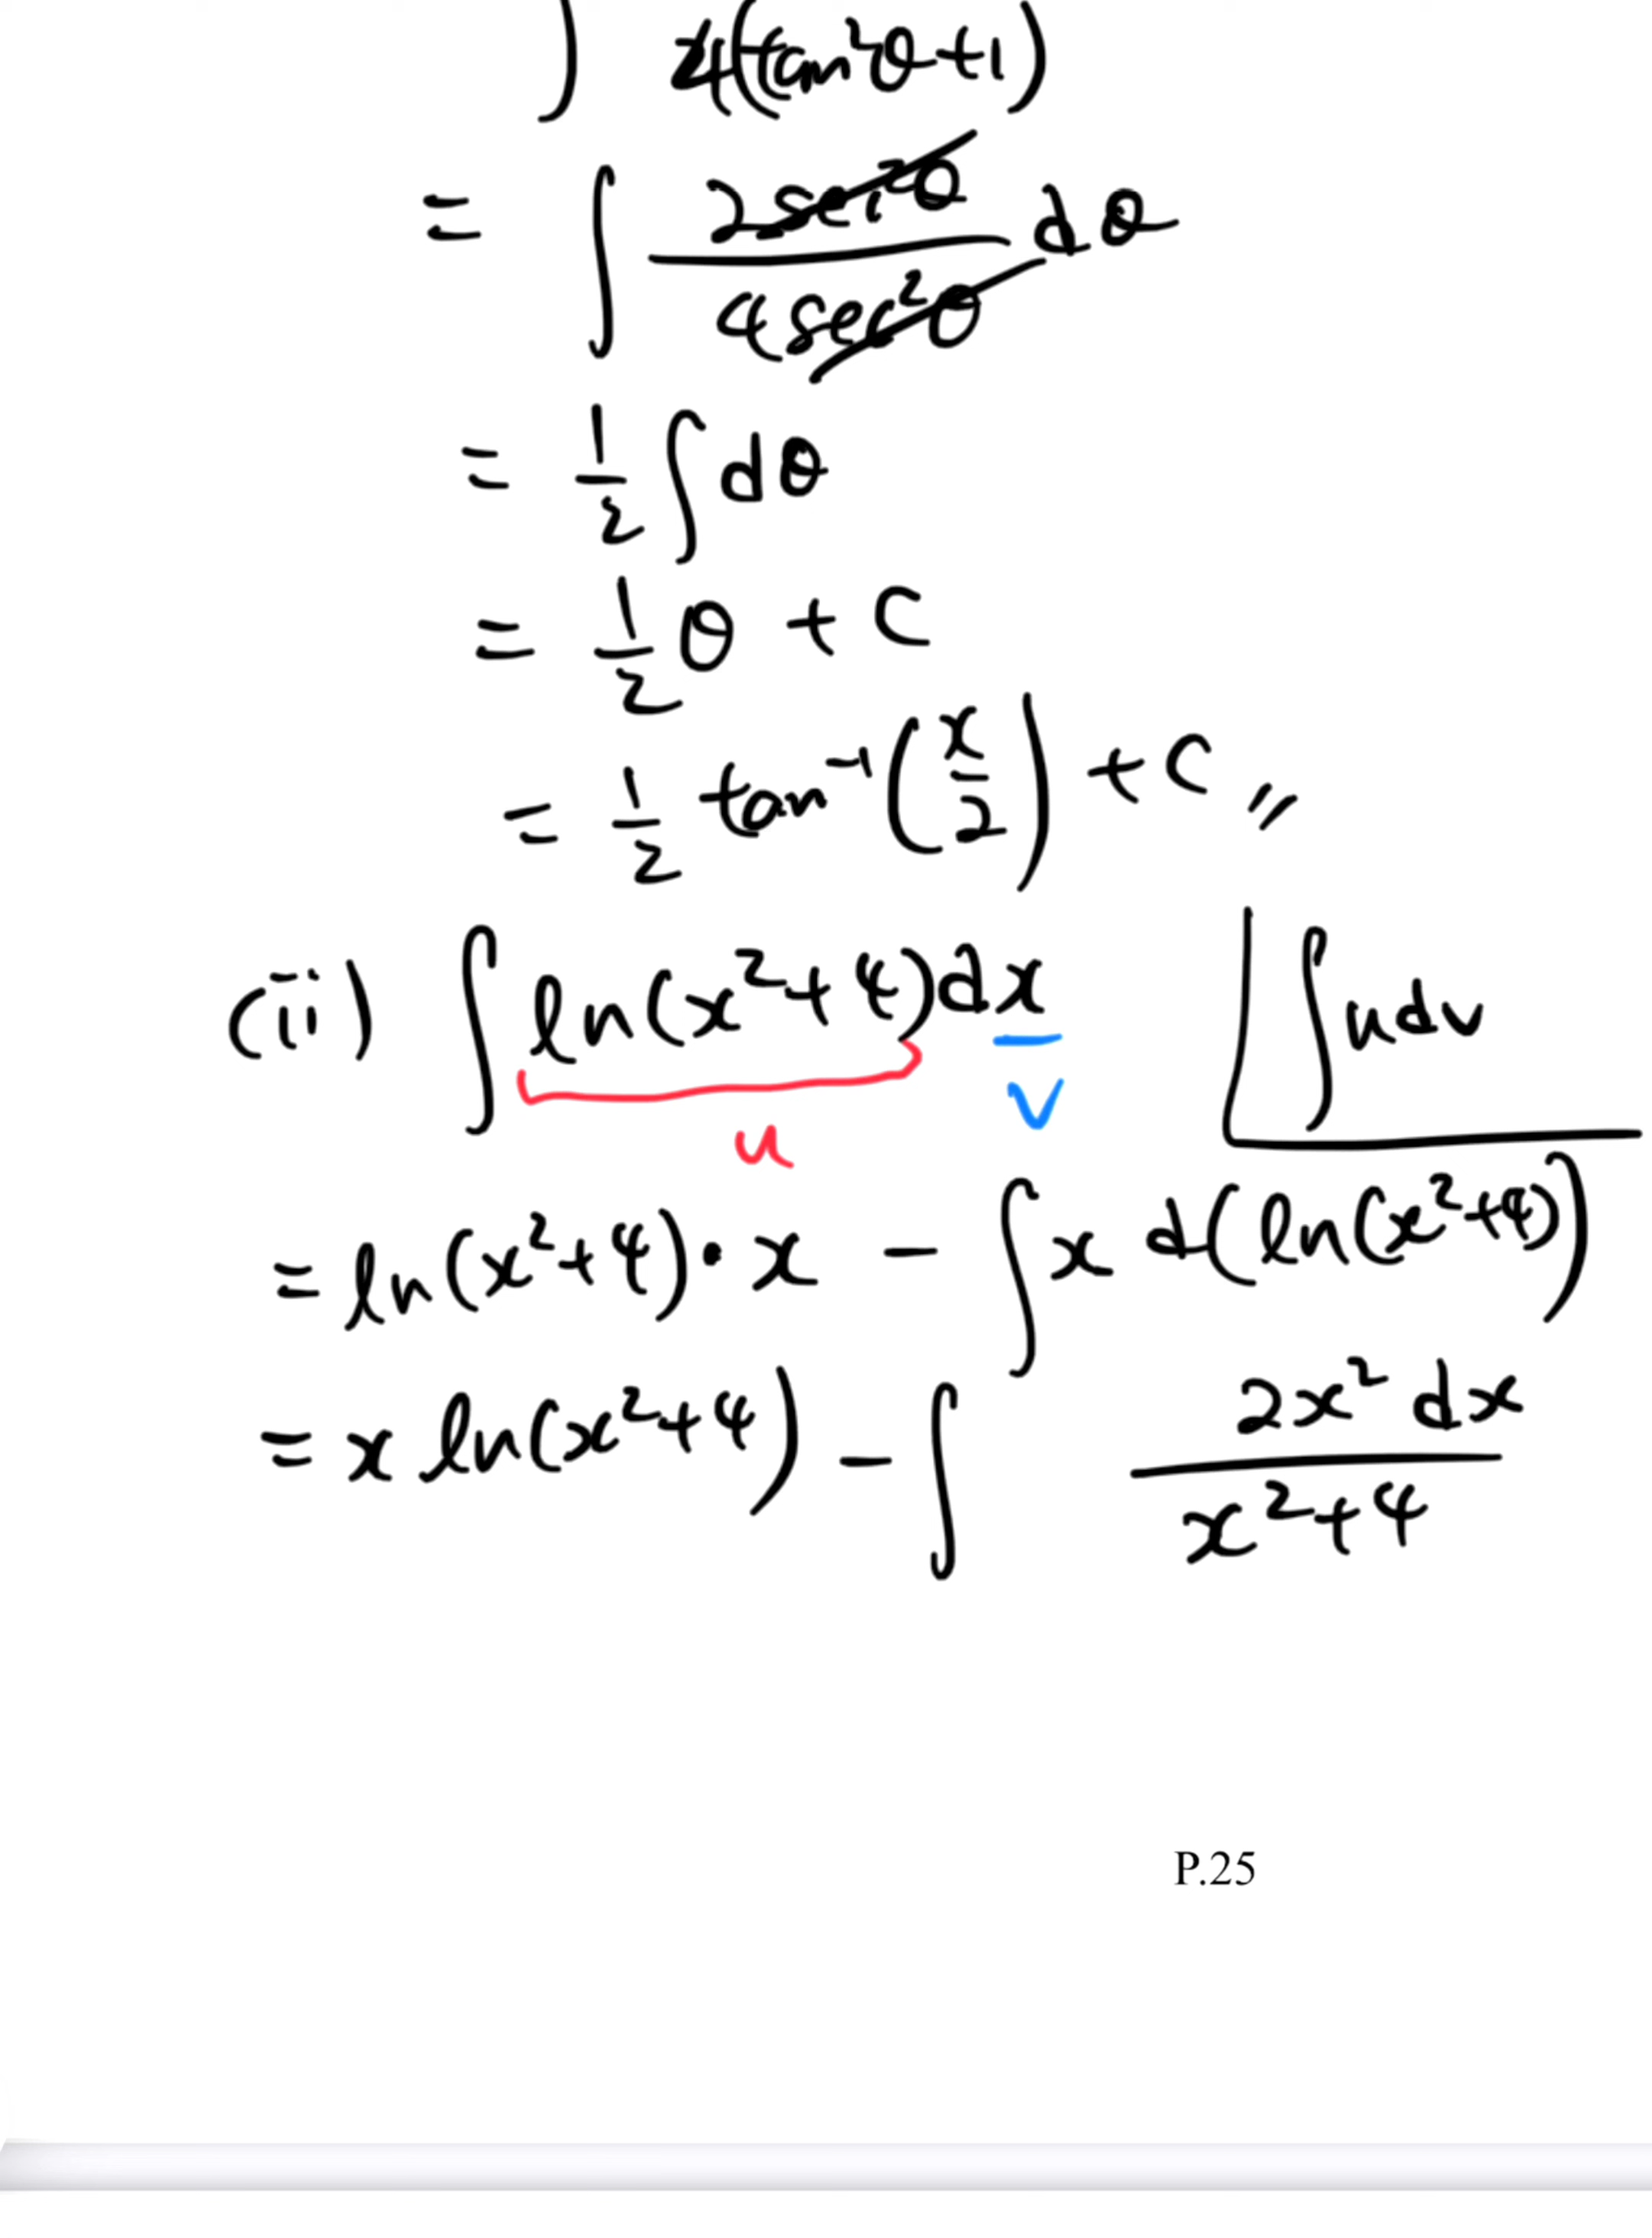 ∫ 4(tan²θ+1)
= ∫ 2sec²θ / 4sec²θ dθ
= 1/2 ∫ dθ
= 1/2 θ + C
= 1/2 tan⁻¹(x/2) + C //
(ii) ∫ ln(x²+4)dx ∫udv
u v
= ln(x²+4)·x − ∫ x d(ln(x²+4))
= x ln(x²+4) − ∫ 2x² dx / x²+4
P.25